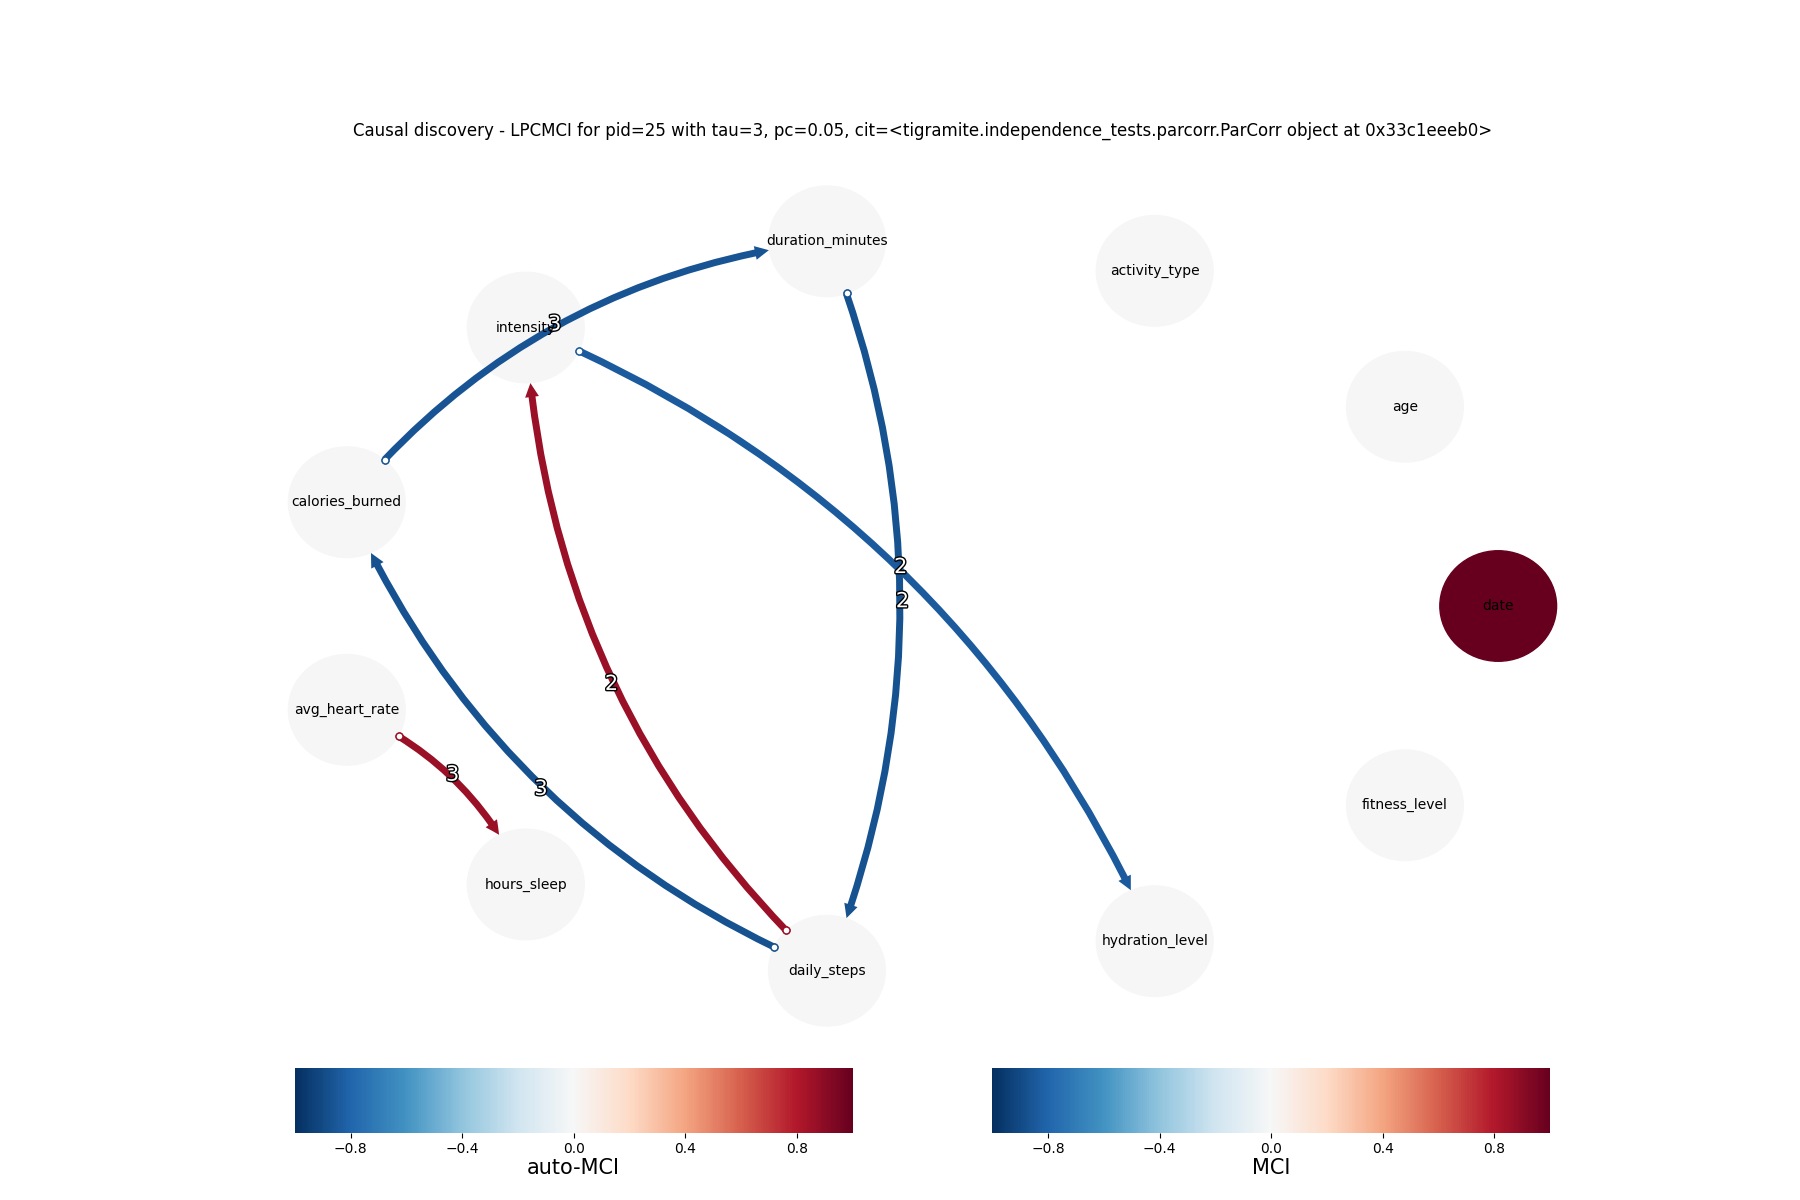 Causal discovery - LPCMCI for pid=25 with tau=3, pc=0.05, cit=<tigramite.independence_tests.parcorr.ParCorr object at 0x33c1eeeb0>
duration_minutes
activity_type
intensity
3
age
calories_burned
2
date
2
2
avg_heart_rate
3
3
fitness_level
hours_sleep
hydration_level
daily_steps
−0.8 −0.4 0.0 0.4 0.8
auto-MCI
−0.8 −0.4 0.0 0.4 0.8
MCI